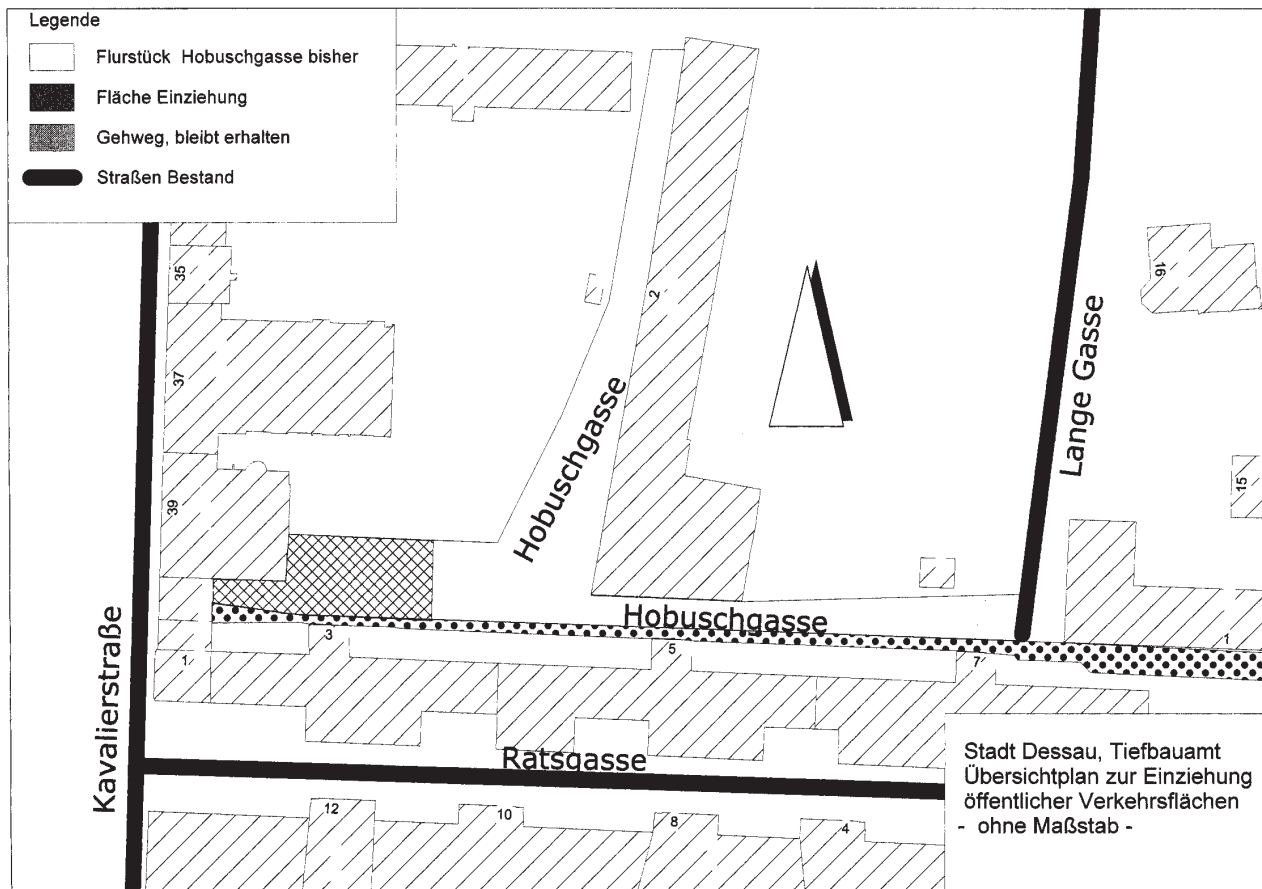 Legende
Flurstück Hobuschgasse bisher
Fläche Einziehung
Gehweg, bleibt erhalten
Straßen Bestand
35
37
39
2
16
15
Hobuschgasse
Lange Gasse
Kavalierstraße
Hobuschgasse
1
3
5
7
1
Ratsgasse
12
10
8
4
Stadt Dessau, Tiefbauamt
Übersichtplan zur Einziehung
öffentlicher Verkehrsflächen
- ohne Maßstab -